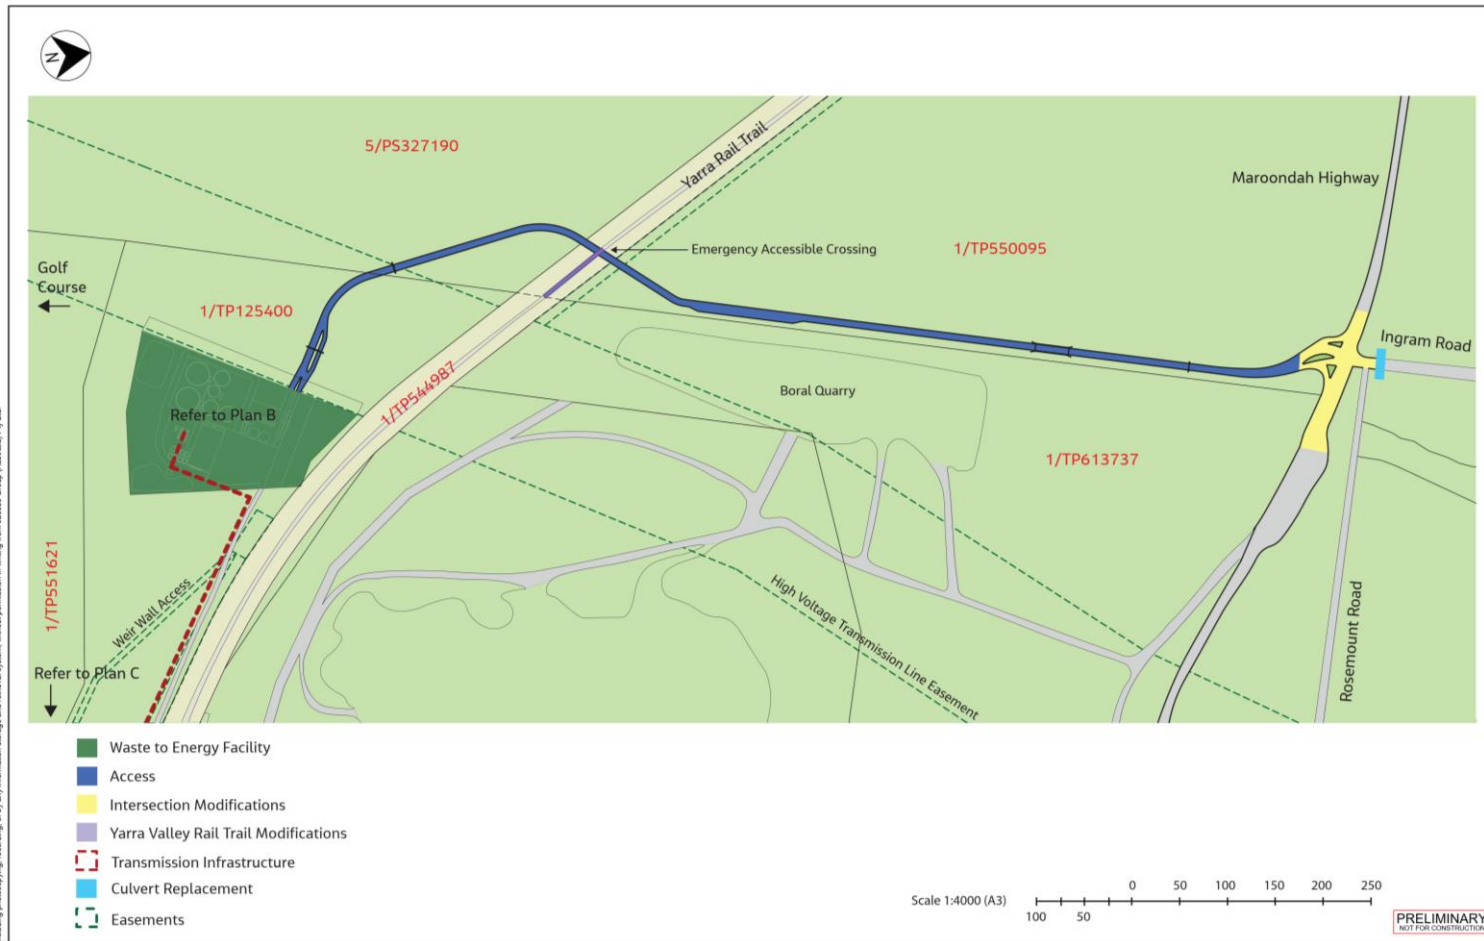 N
5/PS327190
Yarra Rail Trail
Maroondah Highway
Emergency Accessible Crossing
1/TP550095
Golf
Course
1/TP125400
Ingram Road
1/TP544987
Boral Quarry
Refer to Plan B
1/TP613737
1/TP551621
Weir Wall Access
High Voltage Transmission Line Easement
Rosemount Road
Refer to Plan C
Waste to Energy Facility
Access
Intersection Modifications
Yarra Valley Rail Trail Modifications
Transmission Infrastructure
Culvert Replacement
Easements
Scale 1:4000 (A3)
0 50 100 150 200 250
100 50
PRELIMINARY
NOT FOR CONSTRUCTION